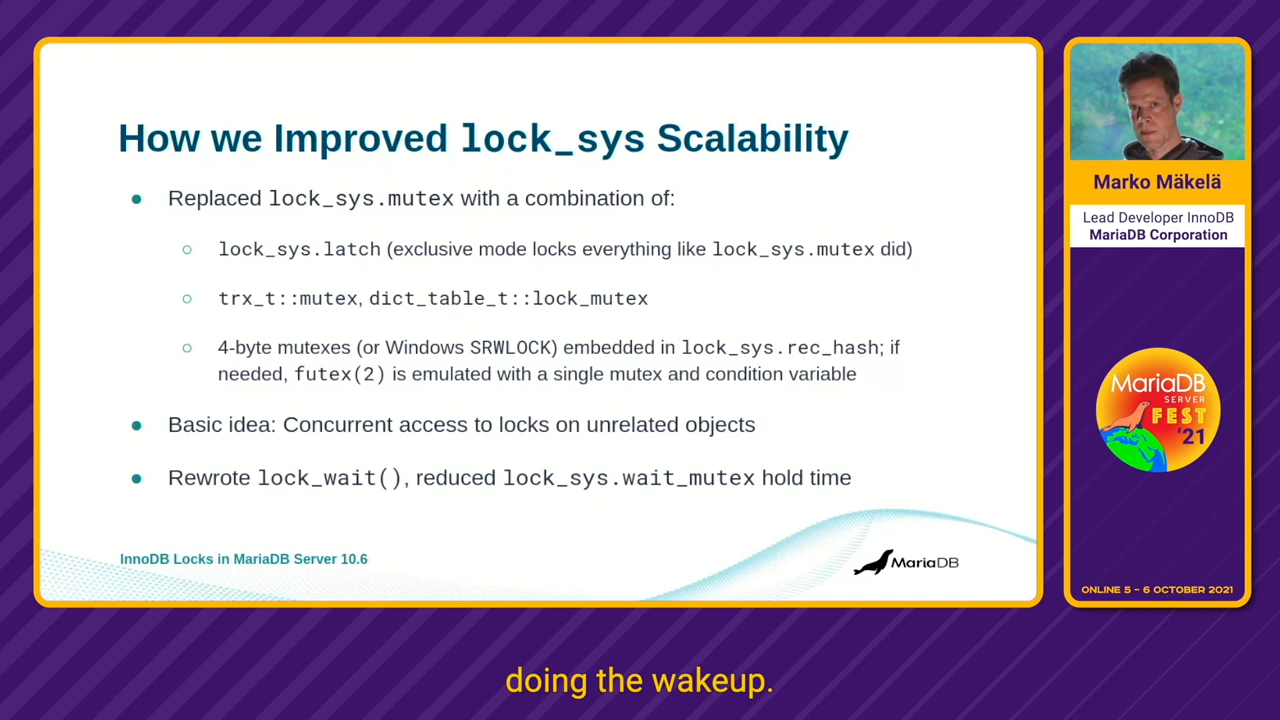 How we Improved lock_sys Scalability
● Replaced lock_sys.mutex with a combination of:
○ lock_sys.latch (exclusive mode locks everything like lock_sys.mutex did)
○ trx_t::mutex, dict_table_t::lock_mutex
○ 4-byte mutexes (or Windows SRWLOCK) embedded in lock_sys.rec_hash; if
needed, futex(2) is emulated with a single mutex and condition variable
● Basic idea: Concurrent access to locks on unrelated objects
● Rewrote lock_wait(), reduced lock_sys.wait_mutex hold time
InnoDB Locks in MariaDB Server 10.6
MariaDB
Marko Mäkelä
Lead Developer InnoDB
MariaDB Corporation
MariaDB
SERVER
FEST
'21
ONLINE 5 – 6 OCTOBER 2021
doing the wakeup.